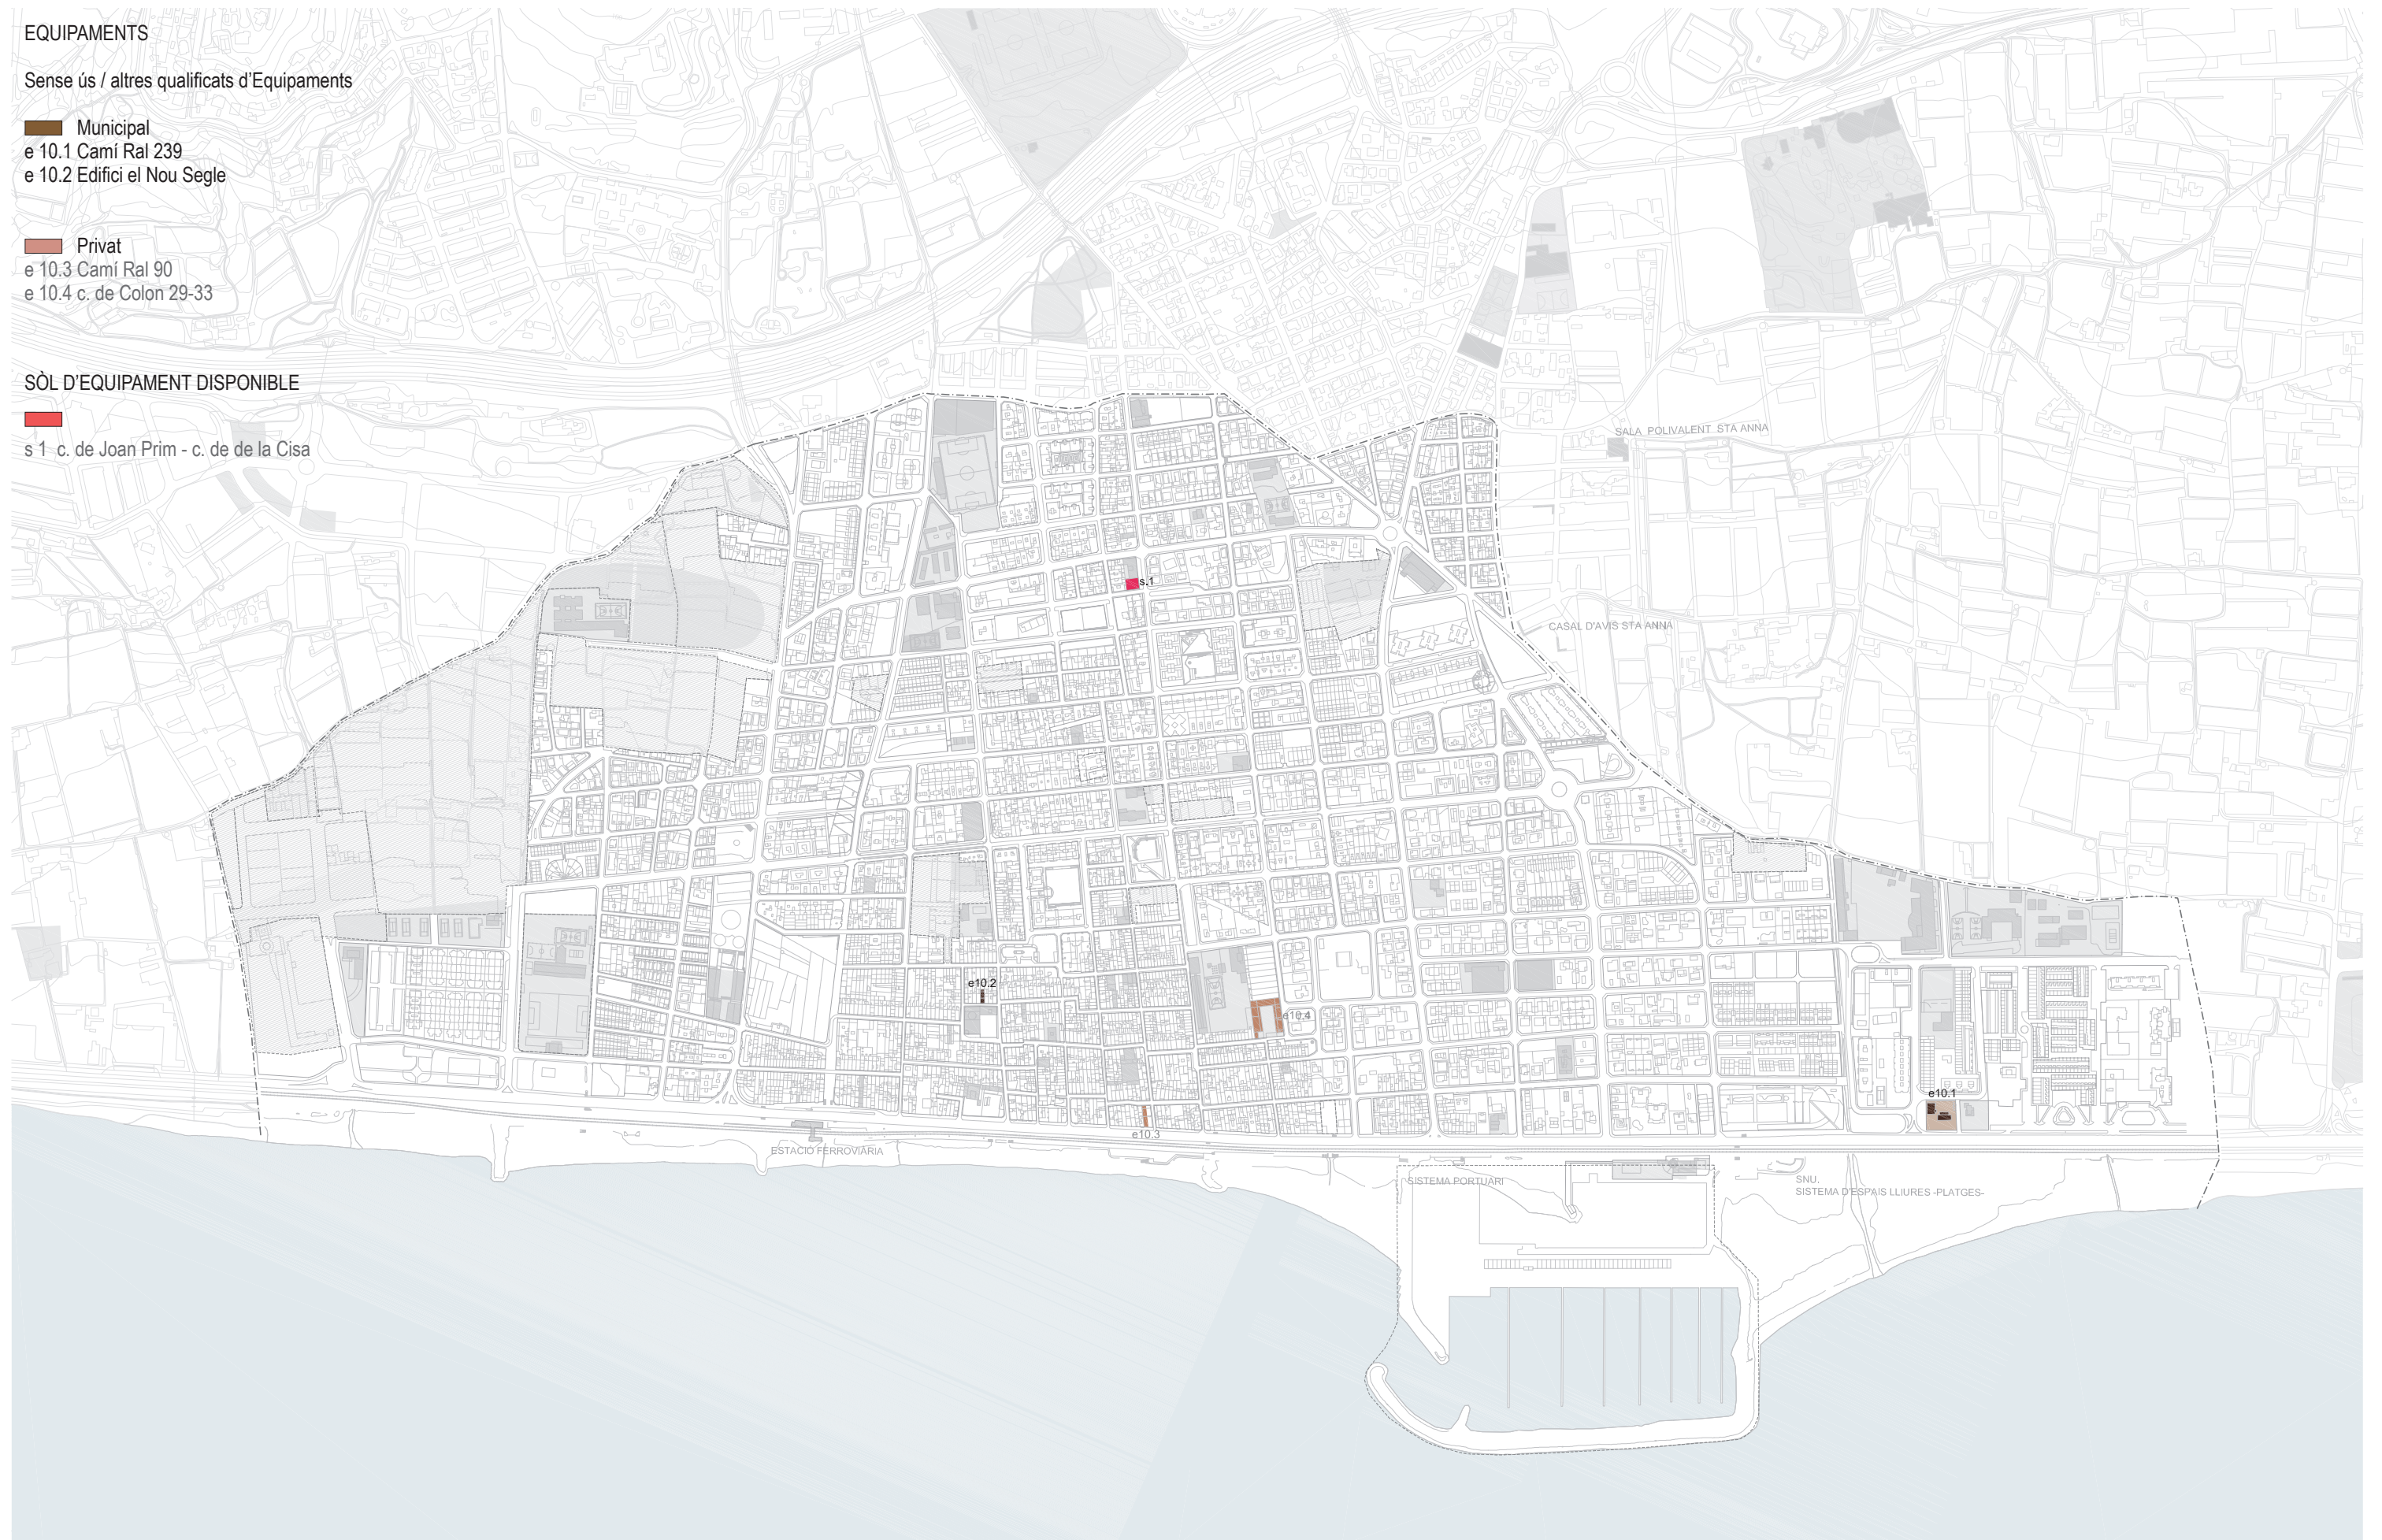 EQUIPAMENTS
Sense ús / altres qualificats d'Equipaments
Municipal
e 10.1 Camí Ral 239
e 10.2 Edifici el Nou Segle
Privat
e 10.3 Camí Ral 90
e 10.4 c. de Colon 29-33
SÒL D'EQUIPAMENT DISPONIBLE
s 1 c. de Joan Prim - c. de de la Cisa
SALA POLIVALENT STA ANNA
s.1
CASAL D'AVIS STA ANNA
e10.2
e10.4
e10.1
e10.3
ESTACIÓ FERROVIÀRIA
SISTEMA PORTUARI
SNU,
SISTEMA D'ESPAIS LLIURES -PLATGES-